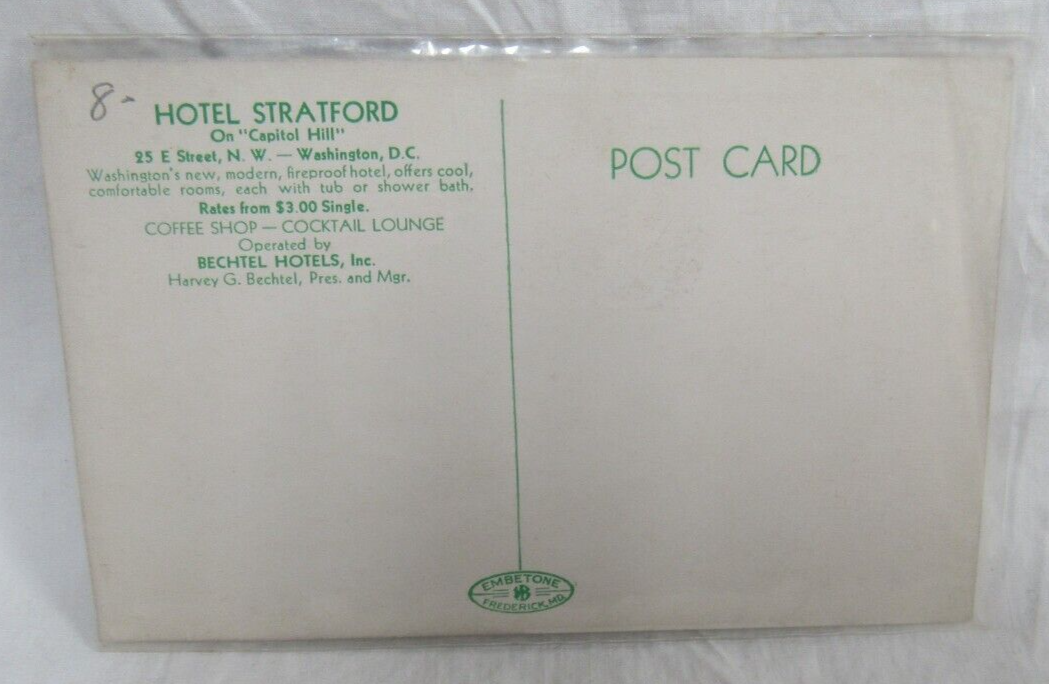 8-
HOTEL STRATFORD
On "Capitol Hill"
25 E Street, N. W. — Washington, D.C.
Washington's new, modern, fireproof hotel, offers cool,
comfortable rooms, each with tub or shower bath.
Rates from $3.00 Single.
COFFEE SHOP — COCKTAIL LOUNGE
Operated by
BECHTEL HOTELS, Inc.
Harvey G. Bechtel, Pres. and Mgr.
POST CARD
EMBETONE
MB
FREDERICK, MD.